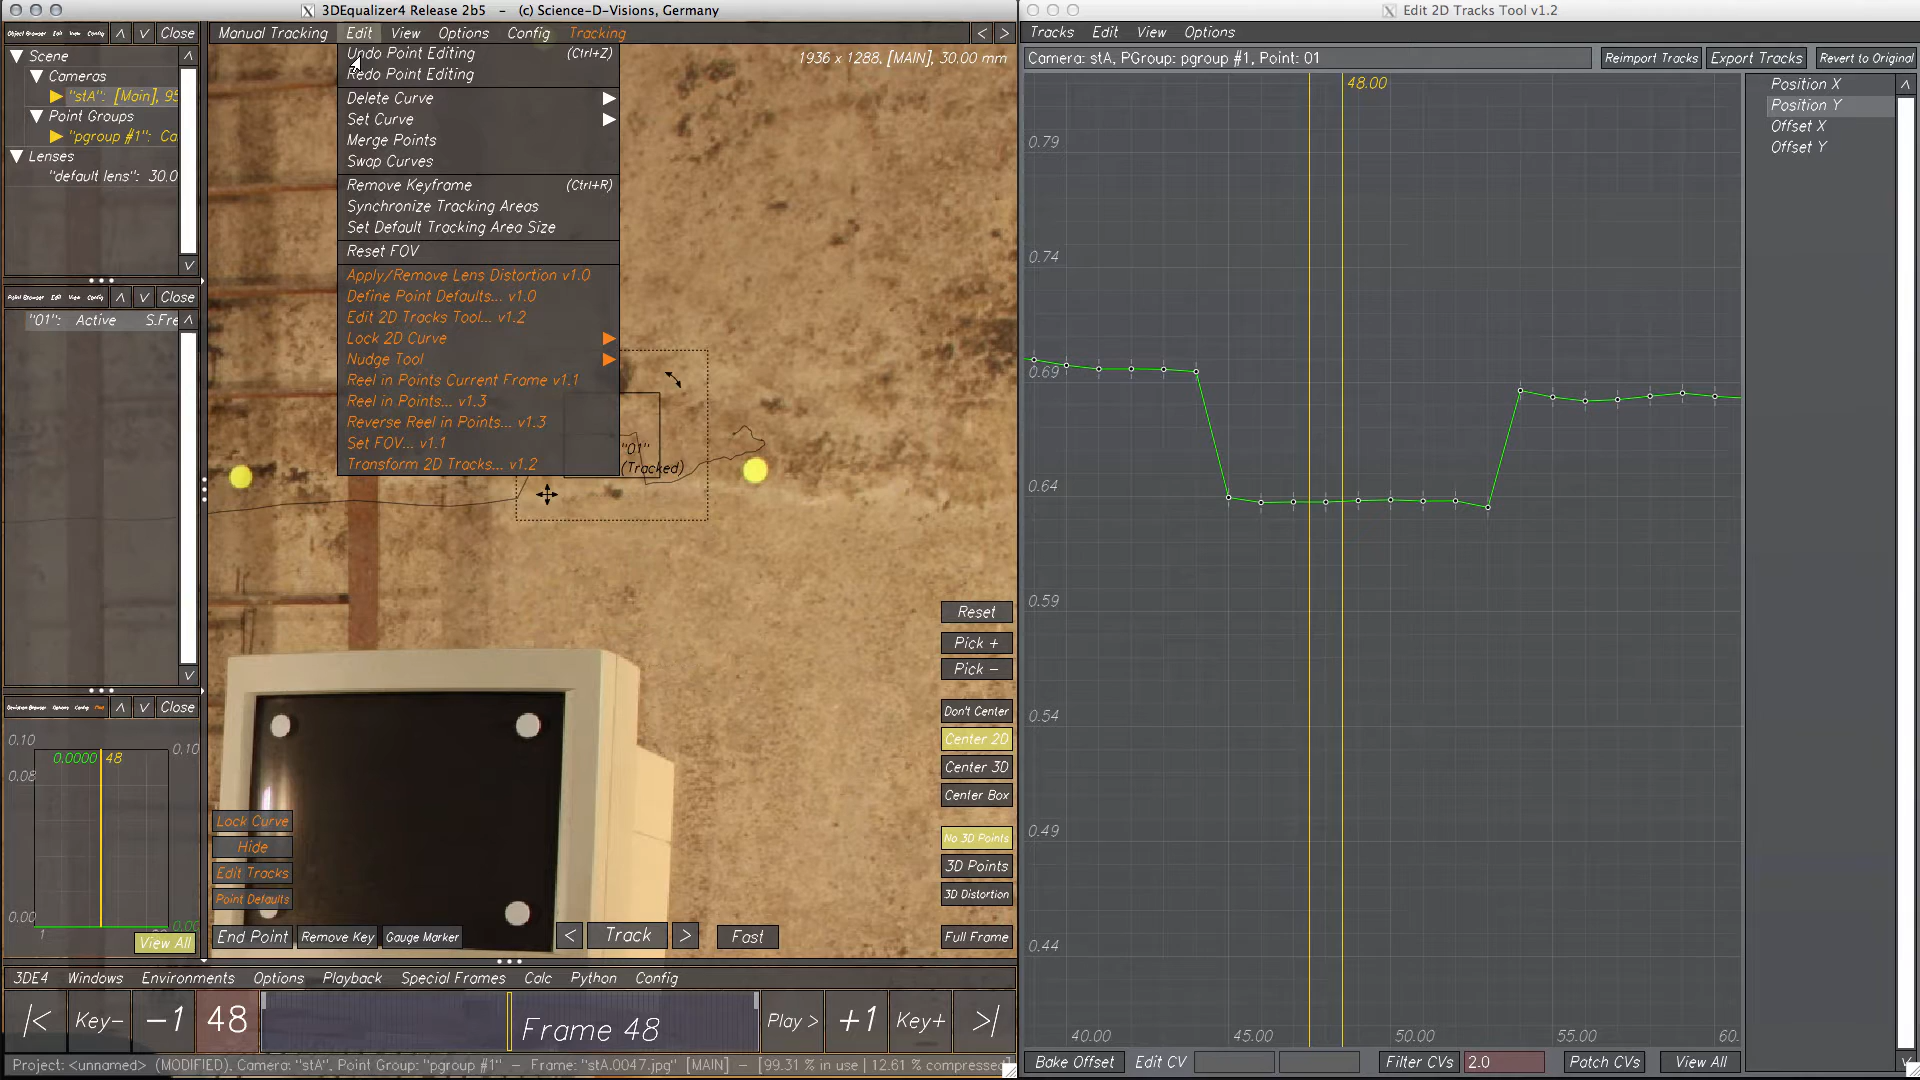 3DEqualizer4 Release 2b5 - (c) Science-D-Visions, Germany
Edit 2D Tracks Tool v1.2
Close
Manual Tracking Edit View Options Config Tracking
< >
Tracks Edit View Options
Scene
Cameras
"stA": [Main], 95
Point Groups
"pgroup #1": Ca
Lenses
"default lens": 30.0
Undo Point Editing (Ctrl+Z)
Redo Point Editing
Delete Curve
Set Curve
Merge Points
Swap Curves
Remove Keyframe (Ctrl+R)
Synchronize Tracking Areas
Set Default Tracking Area Size
Reset FOV
Apply/Remove Lens Distortion v1.0
Define Point Defaults... v1.0
Edit 2D Tracks Tool... v1.2
Lock 2D Curve
Nudge Tool
Reel in Points Current Frame v1.1
Reel in Points... v1.3
Reverse Reel in Points... v1.3
Set FOV... v1.1
Transform 2D Tracks... v1.2
1936 x 1288, [MAIN], 30.00 mm
Camera: stA, PGroup: pgroup #1, Point: 01
Reimport Tracks
Export Tracks
Revert to Original
48.00
Position X
Position Y
Offset X
Offset Y
0.79
0.74
0.69
0.64
0.59
0.54
0.49
0.44
40.00 45.00 50.00 55.00 60.
Close
"01": Active S.Fre
"01"
(Tracked)
Close
0.10
0.0000 48
0.10
0.08
0.00
0.00
1
View All
Reset
Pick +
Pick -
Don't Center
Center 2D
Center 3D
Center Box
No 3D Points
3D Points
3D Distortion
Full Frame
Lock Curve
Hide
Edit Tracks
Point Defaults
End Point Remove Key Gauge Marker < Track > Fast
3DE4 Windows Environments Options Playback Special Frames Calc Python Config
|< Key- -1 48 Frame 48 Play > +1 Key+ >|
Project: <unnamed> (MODIFIED), Camera: "stA", Point Group: "pgroup #1" - Frame: "stA.0047.jpg" [MAIN] - [99.31 % in use | 12.61 % compressed
Bake Offset Edit CV Filter CVs 2.0 Patch CVs View All